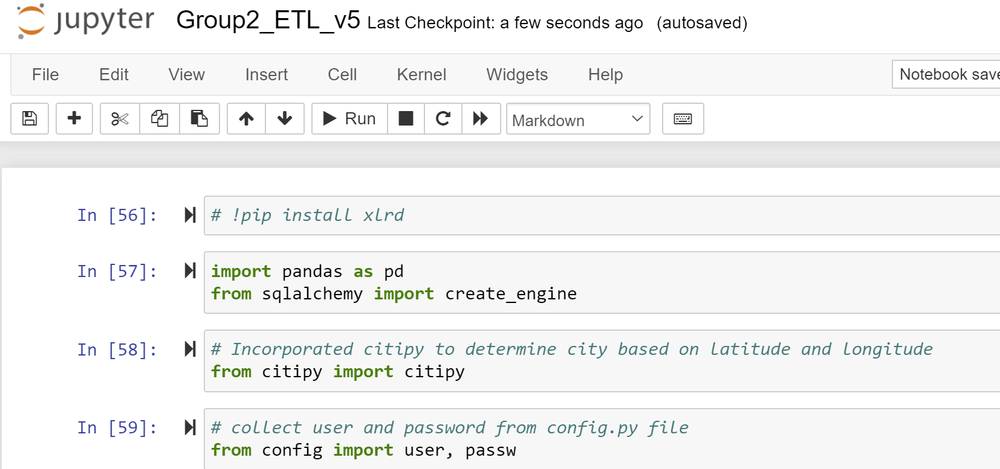 jupyter Group2_ETL_v5 Last Checkpoint: a few seconds ago (autosaved)
File Edit View Insert Cell Kernel Widgets Help Notebook save
Run Markdown
In [56]: # !pip install xlrd
In [57]: import pandas as pd
from sqlalchemy import create_engine
In [58]: # Incorporated citipy to determine city based on latitude and longitude
from citipy import citipy
In [59]: # collect user and password from config.py file
from config import user, passw